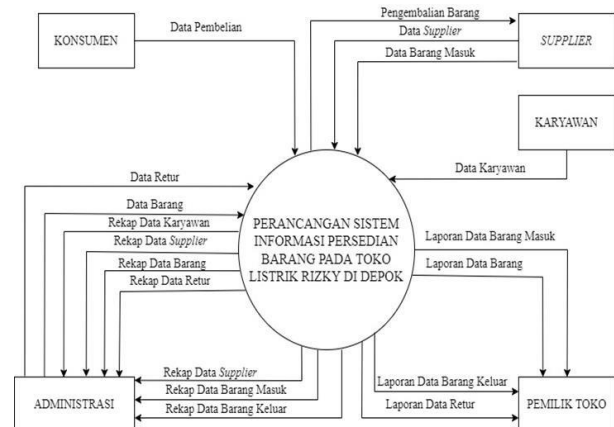 Pengembalian Barang
Data Pembelian
Data Supplier
KONSUMEN
SUPPLIER
Data Barang Masuk
KARYAWAN
Data Karyawan
Data Retur
Data Barang
Rekap Data Karyawan
Rekap Data Supplier
Rekap Data Barang
Rekap Data Retur
PERANCANGAN SISTEM
INFORMASI PERSEDIAN
BARANG PADA TOKO
LISTRIK RIZKY DI DEPOK
Laporan Data Barang Masuk
Laporan Data Barang
Rekap Data Supplier
Rekap Data Barang Masuk
Rekap Data Barang Keluar
Laporan Data Barang Keluar
Laporan Data Retur
ADMINISTRASI
PEMILIK TOKO